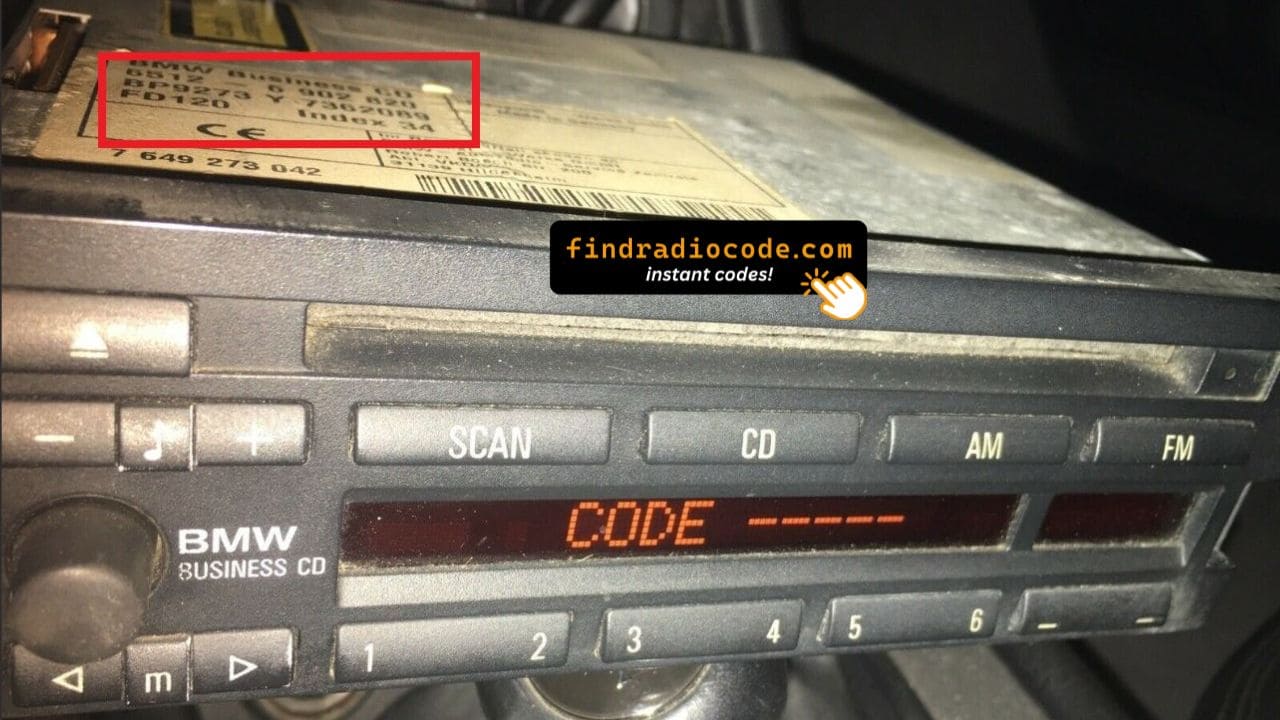 BMW Business CD
6512 6 902 820
BP9273 Y 7362089
FD120 Index 34
CE
7 649 273 042
findradiocode.com
instant codes!
SCAN CD AM FM
CODE -----
BMW
BUSINESS CD
1 2 3 4 5 6
m